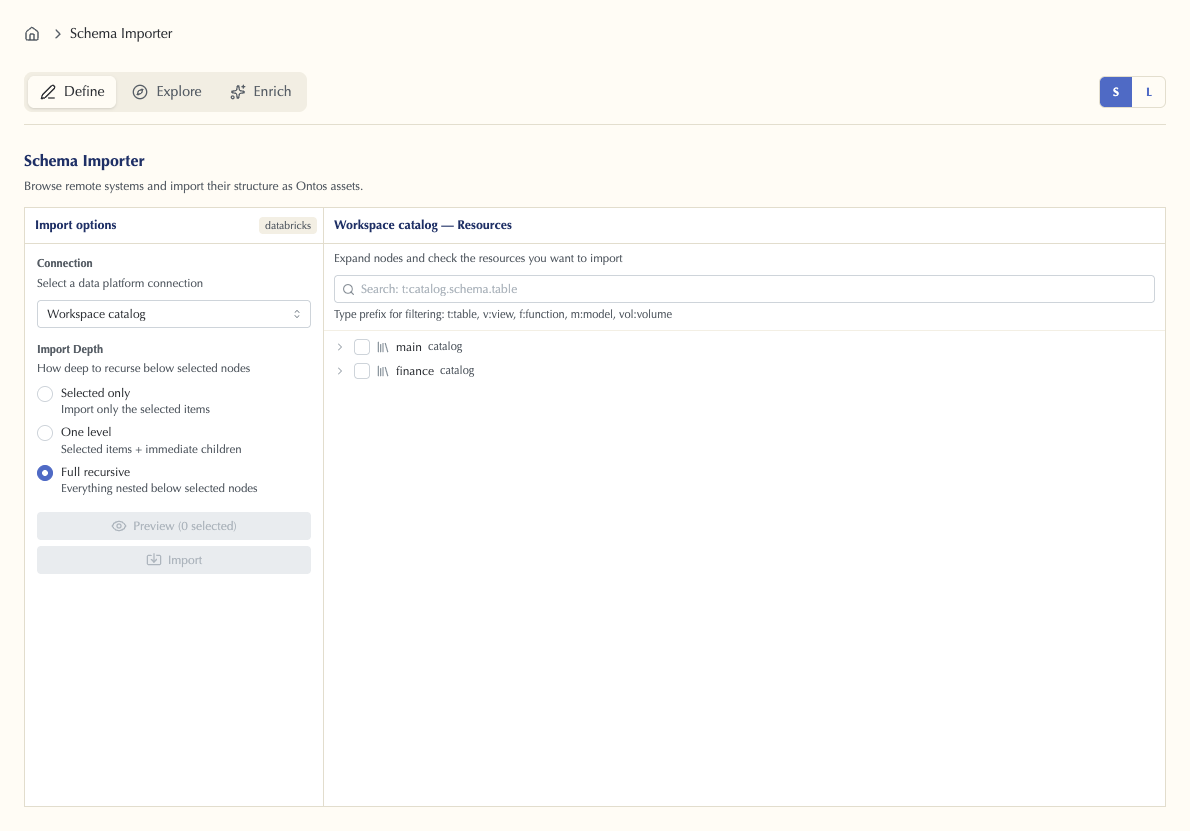 Schema Importer
Define Explore Enrich
S L
Schema Importer
Browse remote systems and import their structure as Ontos assets.
Import options databricks
Connection
Select a data platform connection
Workspace catalog
Import Depth
How deep to recurse below selected nodes
Selected only
Import only the selected items
One level
Selected items + immediate children
Full recursive
Everything nested below selected nodes
Preview (0 selected)
Import
Workspace catalog — Resources
Expand nodes and check the resources you want to import
Search: t:catalog.schema.table
Type prefix for filtering: t:table, v:view, f:function, m:model, vol:volume
main catalog
finance catalog